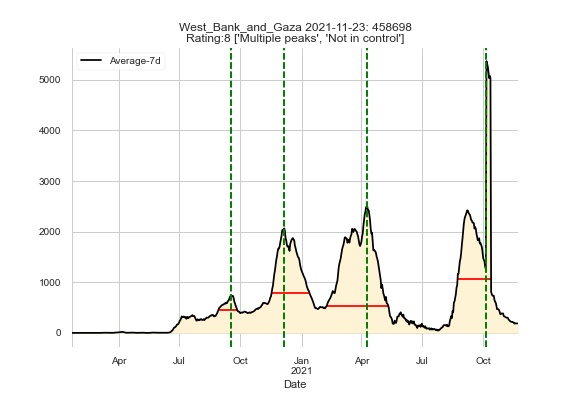 West_Bank_and_Gaza 2021-11-23: 458698
Rating:8 ['Multiple peaks', 'Not in control']
Average-7d
5000
4000
3000
2000
1000
0
Apr Jul Oct Jan Apr Jul Oct
2021
Date